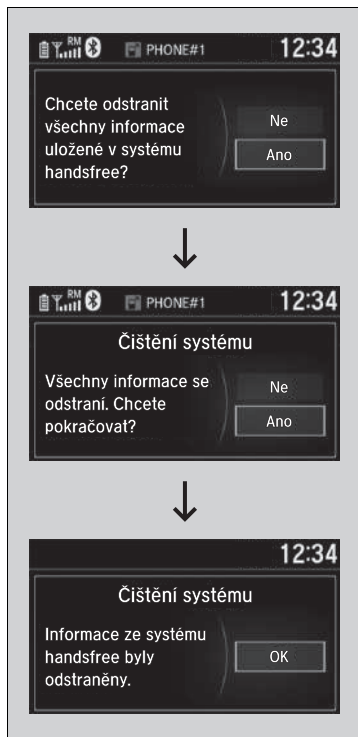 RM PHONE#1 12:34
Chcete odstranit
všechny informace
uložené v systému
handsfree?
Ne
Ano
RM PHONE#1 12:34
Čištění systému
Všechny informace se
odstraní. Chcete
pokračovat?
Ne
Ano
12:34
Čištění systému
Informace ze systému
handsfree byly
odstraněny.
OK